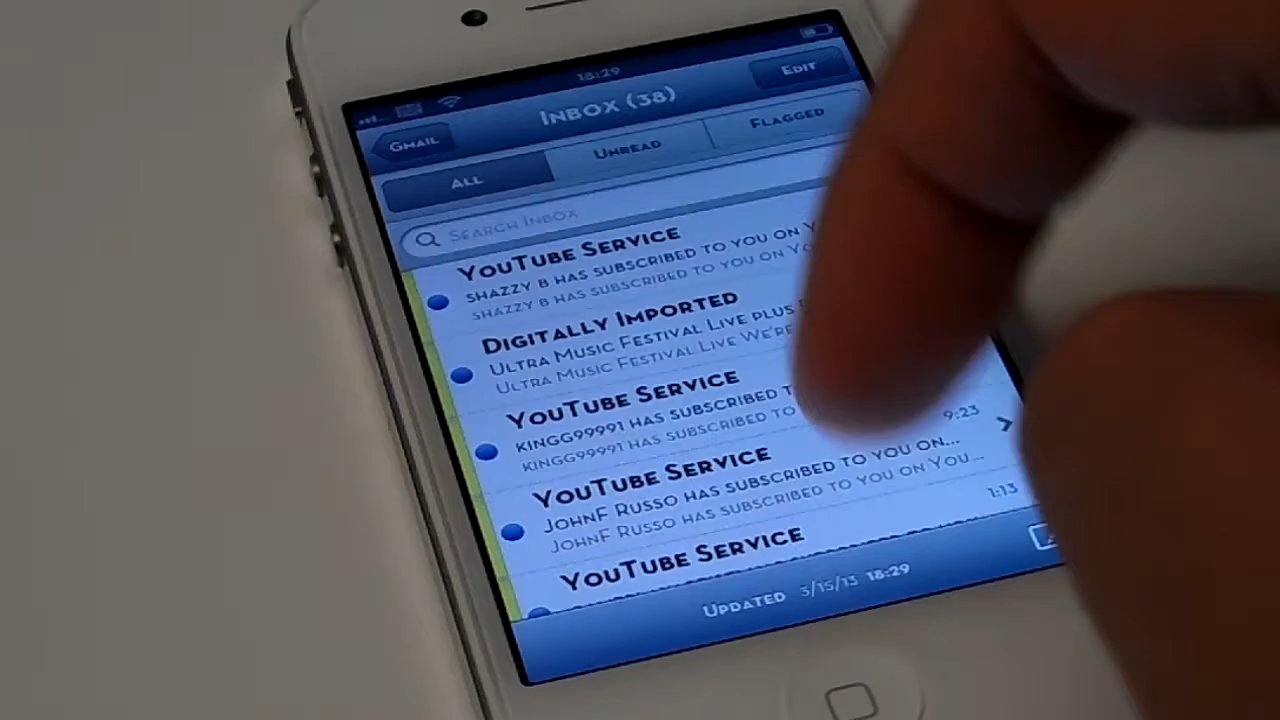 18:29
Gmail
Inbox (38)
Edit
All
Unread
Flagged
Search Inbox
YouTube Service
Shazzy B has subscribed to you on
Shazzy B has subscribed to you on
Digitally Imported
Ultra Music Festival Live plus
Ultra Music Festival Live We're
YouTube Service
kingg99991 has subscribed
kingg99991 has subscribed to
YouTube Service
9:23
JohnF Russo has subscribed to you on...
JohnF Russo has subscribed to you on You...
YouTube Service
1:13
Updated 3/15/13 18:29